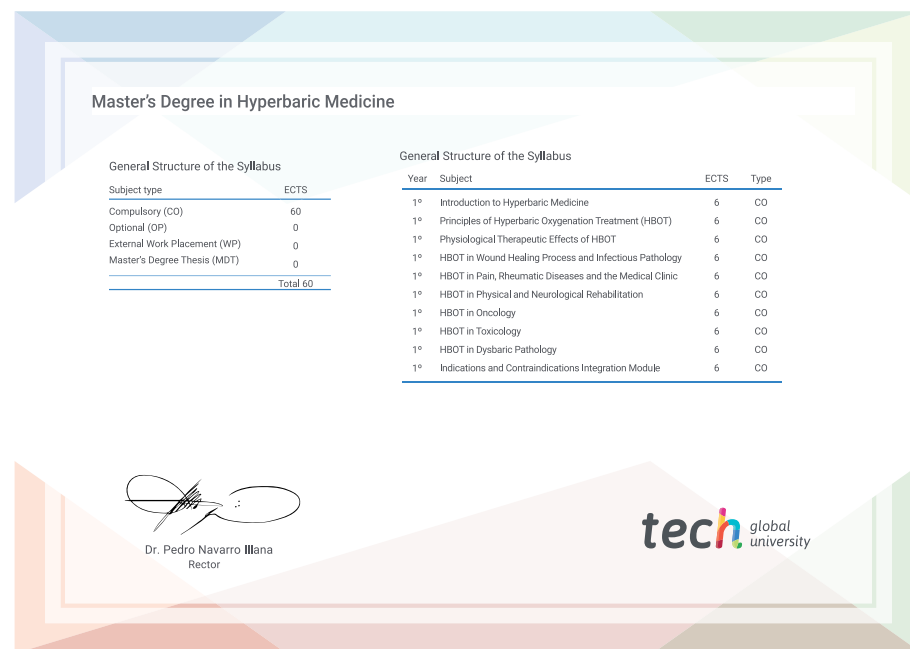 Master's Degree in Hyperbaric Medicine
General Structure of the Syllabus
Subject type ECTS
Compulsory (CO) 60
Optional (OP) 0
External Work Placement (WP) 0
Master's Degree Thesis (MDT) 0
Total 60
General Structure of the Syllabus
Year Subject ECTS Type
1º Introduction to Hyperbaric Medicine 6 CO
1º Principles of Hyperbaric Oxygenation Treatment (HBOT) 6 CO
1º Physiological Therapeutic Effects of HBOT 6 CO
1º HBOT in Wound Healing Process and Infectious Pathology 6 CO
1º HBOT in Pain, Rheumatic Diseases and the Medical Clinic 6 CO
1º HBOT in Physical and Neurological Rehabilitation 6 CO
1º HBOT in Oncology 6 CO
1º HBOT in Toxicology 6 CO
1º HBOT in Dysbaric Pathology 6 CO
1º Indications and Contraindications Integration Module 6 CO
Dr. Pedro Navarro Illana
Rector
tech global university